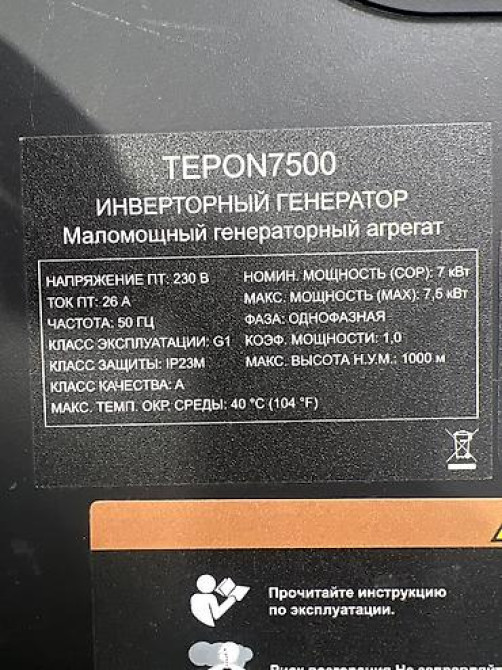 TEPON7500
ИНВЕРТОРНЫЙ ГЕНЕРАТОР
Маломощный генераторный агрегат
НАПРЯЖЕНИЕ ПТ: 230 В
ТОК ПТ: 26 А
ЧАСТОТА: 50 ГЦ
КЛАСС ЭКСПЛУАТАЦИИ: G1
КЛАСС ЗАЩИТЫ: IP23M
КЛАСС КАЧЕСТВА: A
МАКС. ТЕМП. ОКР. СРЕДЫ: 40 °C (104 °F)
НОМИН. МОЩНОСТЬ (COP): 7 кВт
МАКС. МОЩНОСТЬ (MAX): 7,5 кВт
ФАЗА: ОДНОФАЗНАЯ
КОЭФ. МОЩНОСТИ: 1,0
МАКС. ВЫСОТА Н.У.М.: 1000 м
Прочитайте инструкцию
по эксплуатации.